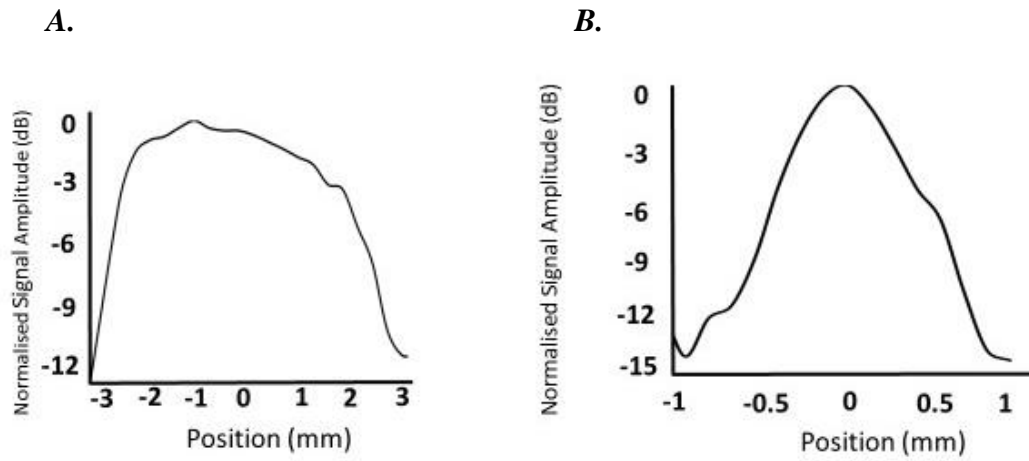 A.
B.
Normalised Signal Amplitude (dB)
0
-3
-6
-9
-12
-3 -2 -1 0 1 2 3
Position (mm)
Normalised Signal Amplitude (dB)
0
-3
-6
-9
-12
-15
-1 -0.5 0 0.5 1
Position (mm)